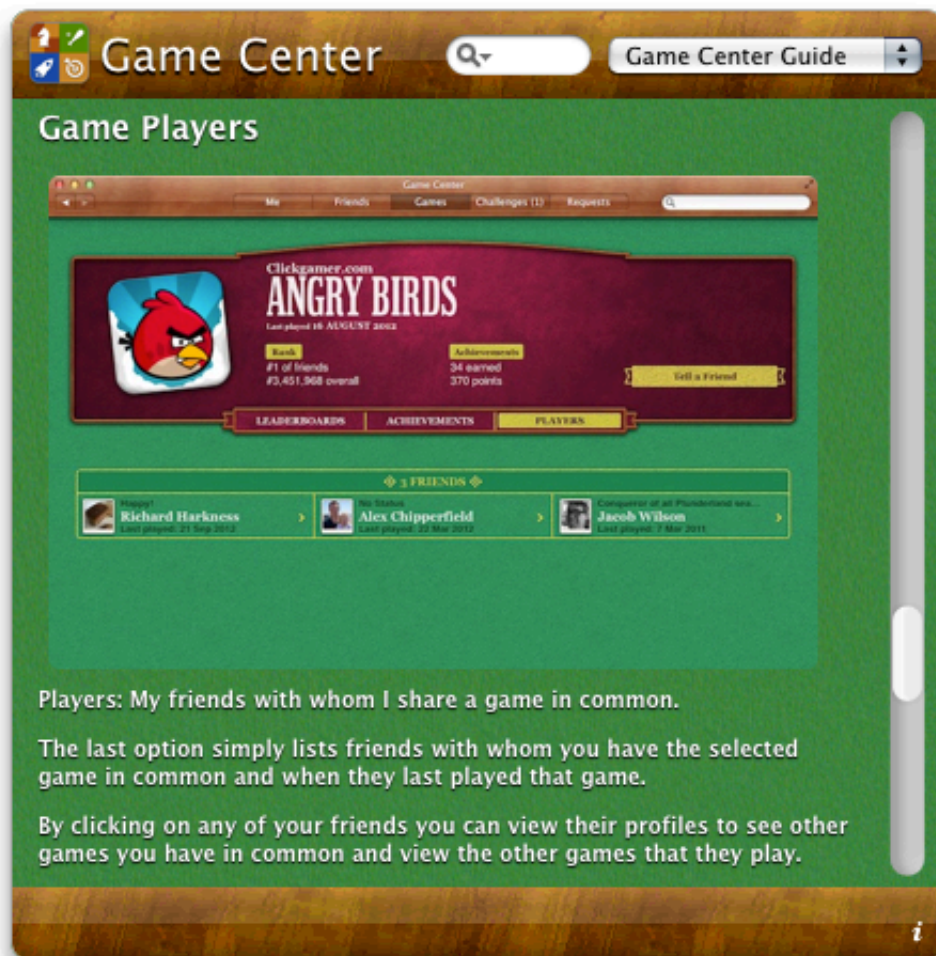 Game Center
Game Center Guide
Game Players
Game Center
Me Friends Games Challenges (1) Requests
Clickgamer.com
ANGRY BIRDS
Last played 16 AUGUST 2012
Rank
Achievements
#1 of friends
34 earned
#3,451,968 overall
370 points
Tell a Friend
LEADERBOARDS ACHIEVEMENTS PLAYERS
3 FRIENDS
Happy!
Richard Harkness
Last played: 21 Sep 2012
No Status
Alex Chipperfield
Last played: 22 Mar 2012
Conqueror of all Plunderland sea...
Jacob Wilson
Last played: 7 Mar 2011
Players: My friends with whom I share a game in common.
The last option simply lists friends with whom you have the selected
game in common and when they last played that game.
By clicking on any of your friends you can view their profiles to see other
games you have in common and view the other games that they play.
i